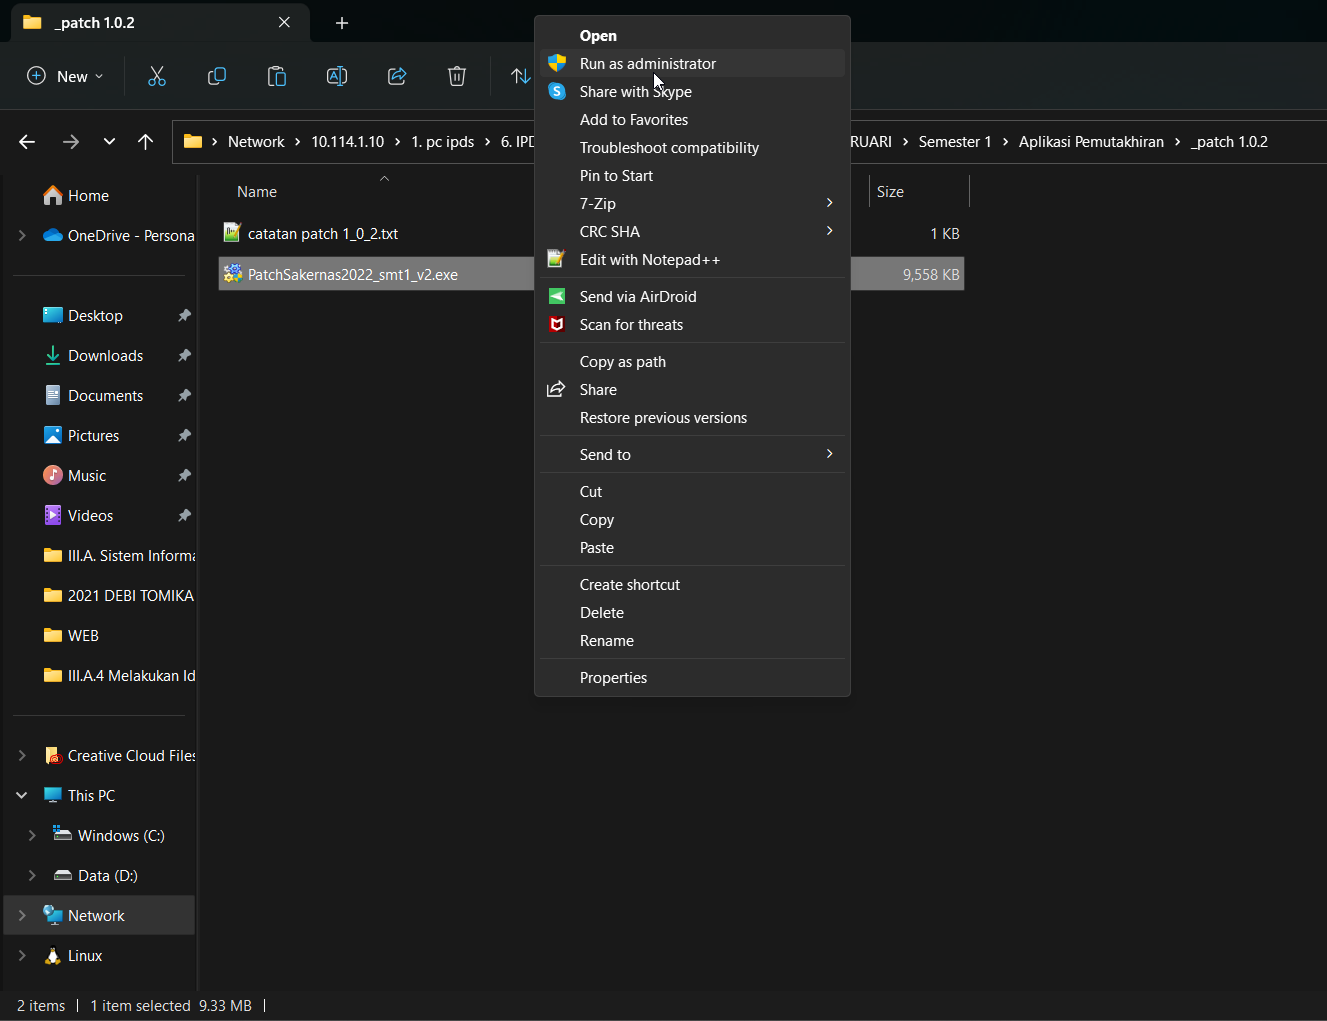 _patch 1.0.2
New
Network > 10.114.1.10 > 1. pc ipds > 6. IPD
RUARI > Semester 1 > Aplikasi Pemutakhiran > _patch 1.0.2
Home
OneDrive - Persona
Desktop
Downloads
Documents
Pictures
Music
Videos
III.A. Sistem Informa
2021 DEBI TOMIKA
WEB
III.A.4 Melakukan Id
Creative Cloud Files
This PC
Windows (C:)
Data (D:)
Network
Linux
Name
Size
catatan patch 1_0_2.txt
1 KB
PatchSakernas2022_smt1_v2.exe
9,558 KB
Open
Run as administrator
Share with Skype
Add to Favorites
Troubleshoot compatibility
Pin to Start
7-Zip
CRC SHA
Edit with Notepad++
Send via AirDroid
Scan for threats
Copy as path
Share
Restore previous versions
Send to
Cut
Copy
Paste
Create shortcut
Delete
Rename
Properties
2 items
1 item selected 9.33 MB